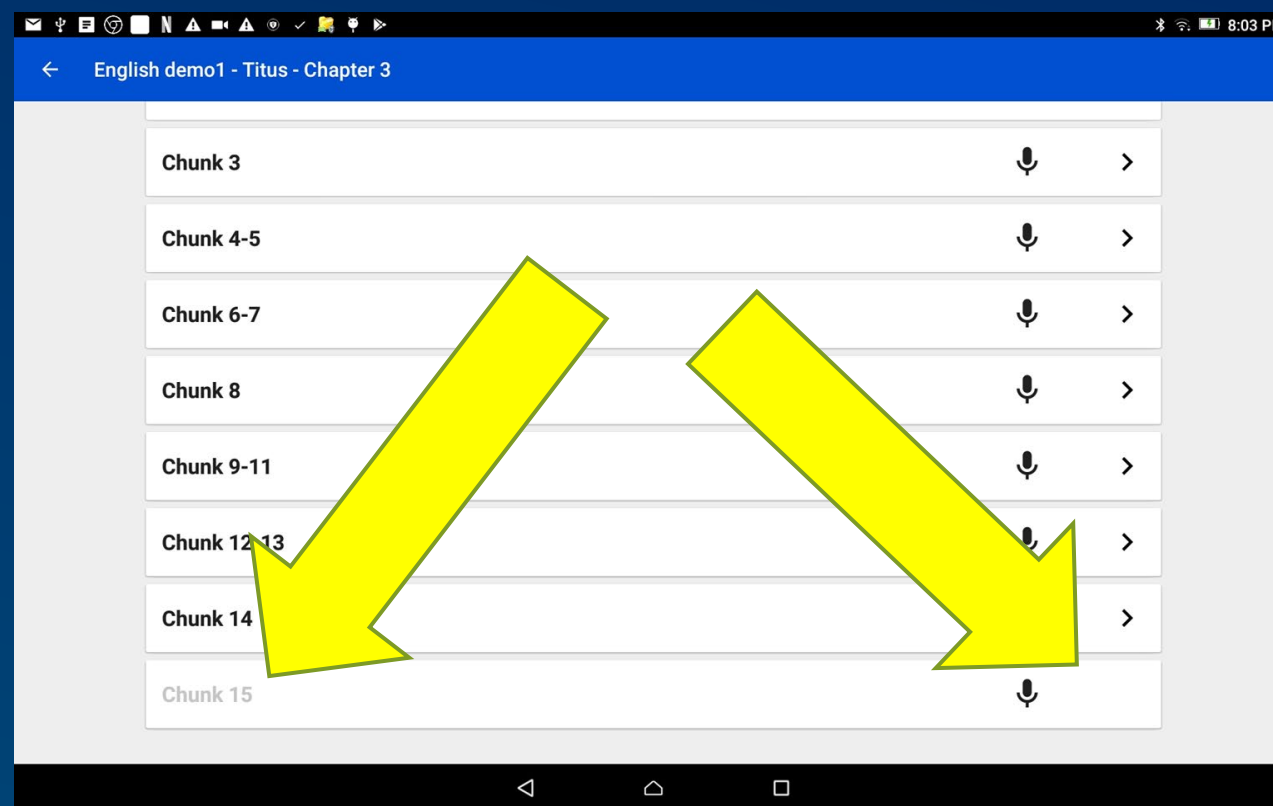 8:03 P
English demo1 - Titus - Chapter 3
Chunk 3
Chunk 4-5
Chunk 6-7
Chunk 8
Chunk 9-11
Chunk 12-13
Chunk 14
Chunk 15